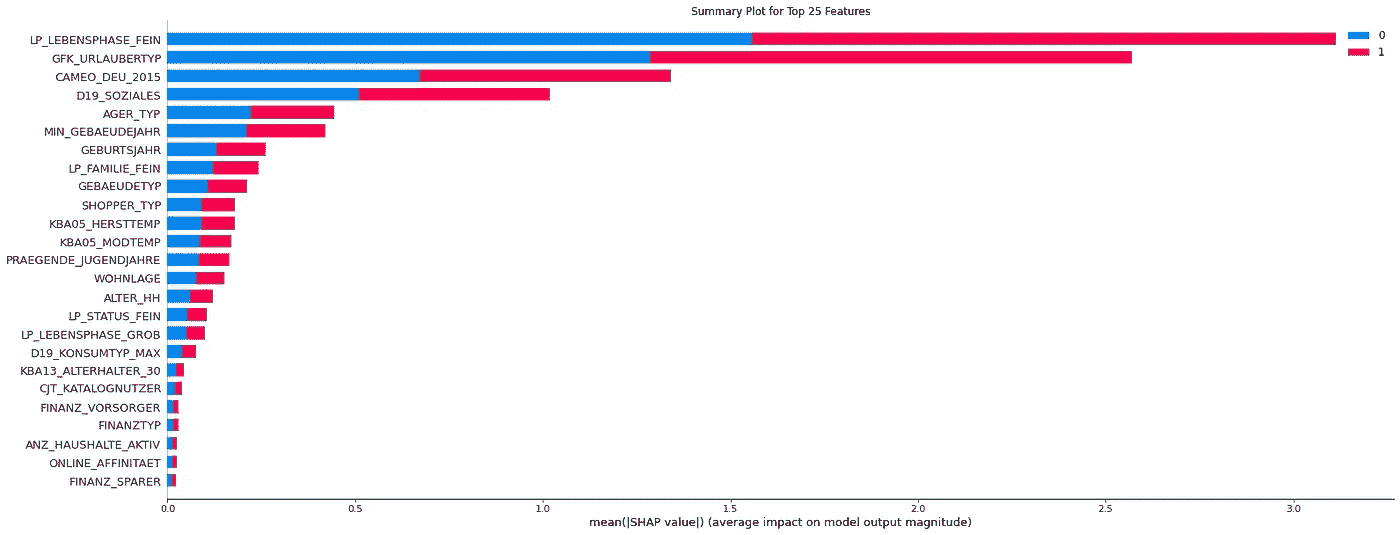 Summary Plot for Top 25 Features
LP_LEBENSPHASE_FEIN
GFK_URLAUBERTYP
CAMEO_DEU_2015
D19_SOZIALES
AGER_TYP
MIN_GEBAEUDEJAHR
GEBURTSJAHR
LP_FAMILIE_FEIN
GEBAEUDETYP
SHOPPER_TYP
KBA05_HERSTTEMP
KBA05_MODTEMP
PRAEGENDE_JUGENDJAHRE
WOHNLAGE
ALTER_HH
LP_STATUS_FEIN
LP_LEBENSPHASE_GROB
D19_KONSUMTYP_MAX
KBA13_ALTERHALTER_30
CJT_KATALOGNUTZER
FINANZ_VORSORGER
FINANZTYP
ANZ_HAUSHALTE_AKTIV
ONLINE_AFFINITAET
FINANZ_SPARER
0
1
0.0 0.5 1.0 1.5 2.0 2.5 3.0
mean(|SHAP value|) (average impact on model output magnitude)